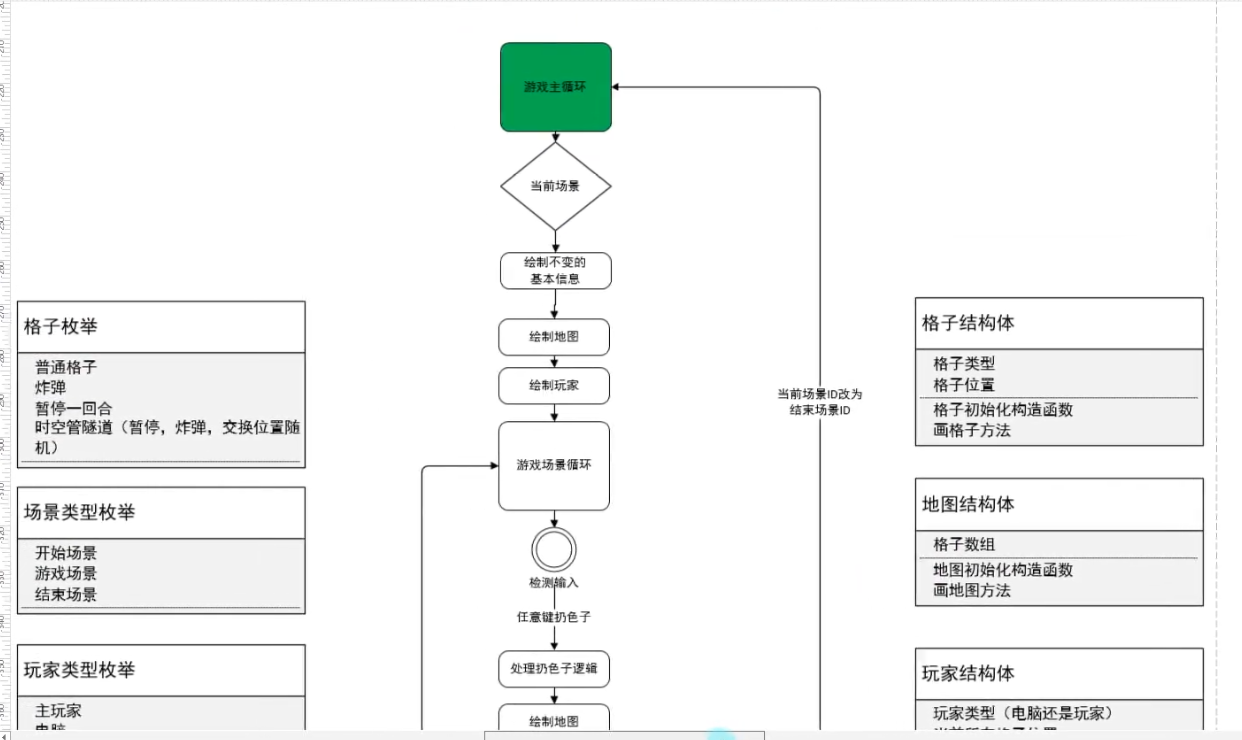 游戏主循环
当前场景
绘制不变的
基本信息
绘制地图
绘制玩家
游戏场景循环
检测输入
任意键扔色子
处理扔色子逻辑
绘制地图
当前场景ID改为
结束场景ID
格子枚举
普通格子
炸弹
暂停一回合
时空管隧道（暂停，炸弹，交换位置随
机）
场景类型枚举
开始场景
游戏场景
结束场景
玩家类型枚举
主玩家
电脑
格子结构体
格子类型
格子位置
格子初始化构造函数
画格子方法
地图结构体
格子数组
地图初始化构造函数
画地图方法
玩家结构体
玩家类型（电脑还是玩家）